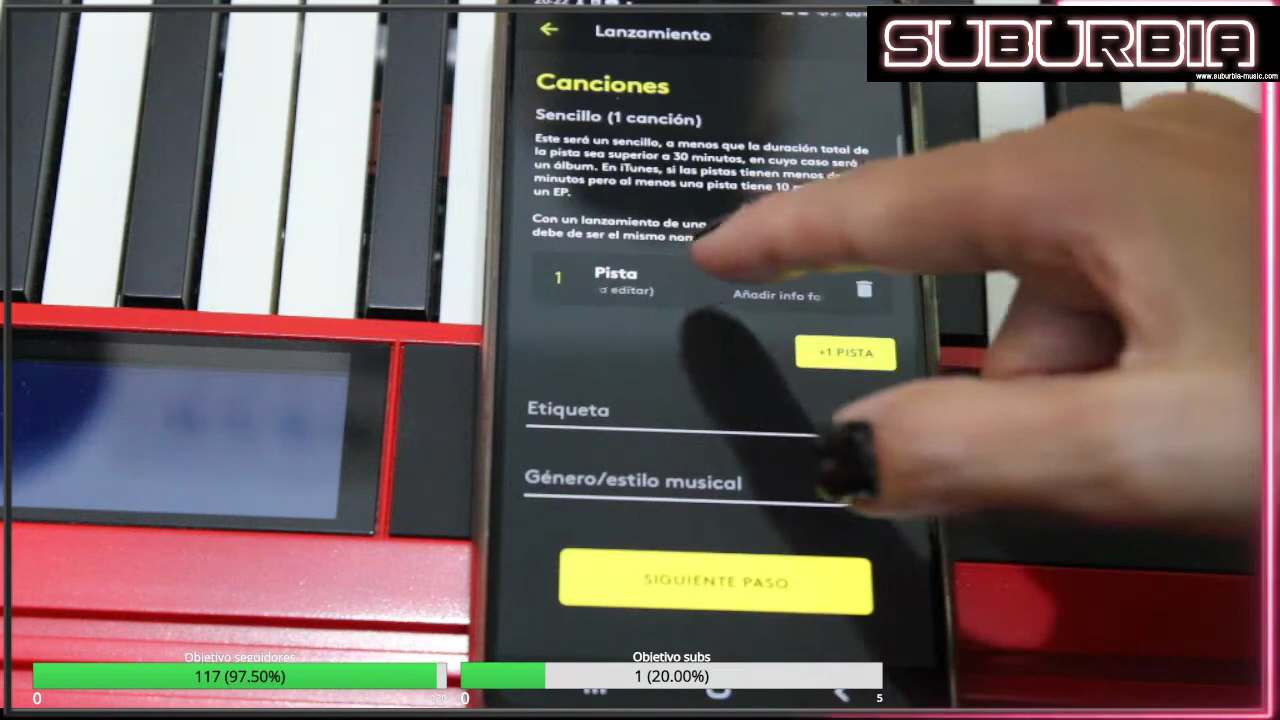 20:22
Lanzamiento
SUBURBIA
www.suburbia-music.com
Canciones
Sencillo (1 canción)
Este será un sencillo, a menos que la duración total de
la pista sea superior a 30 minutos, en cuyo caso será
un álbum. En iTunes, si las pistas tienen menos de
minutos pero al menos una pista tiene 10
un EP.
Con un lanzamiento de una
debe de ser el mismo
1
Pista
a editar)
Añadir info
+1 PISTA
Etiqueta
Género/estilo musical
SIGUIENTE PASO
Objetivo seguidores
117 (97.50%)
0
120
Objetivo subs
1 (20.00%)
0
5